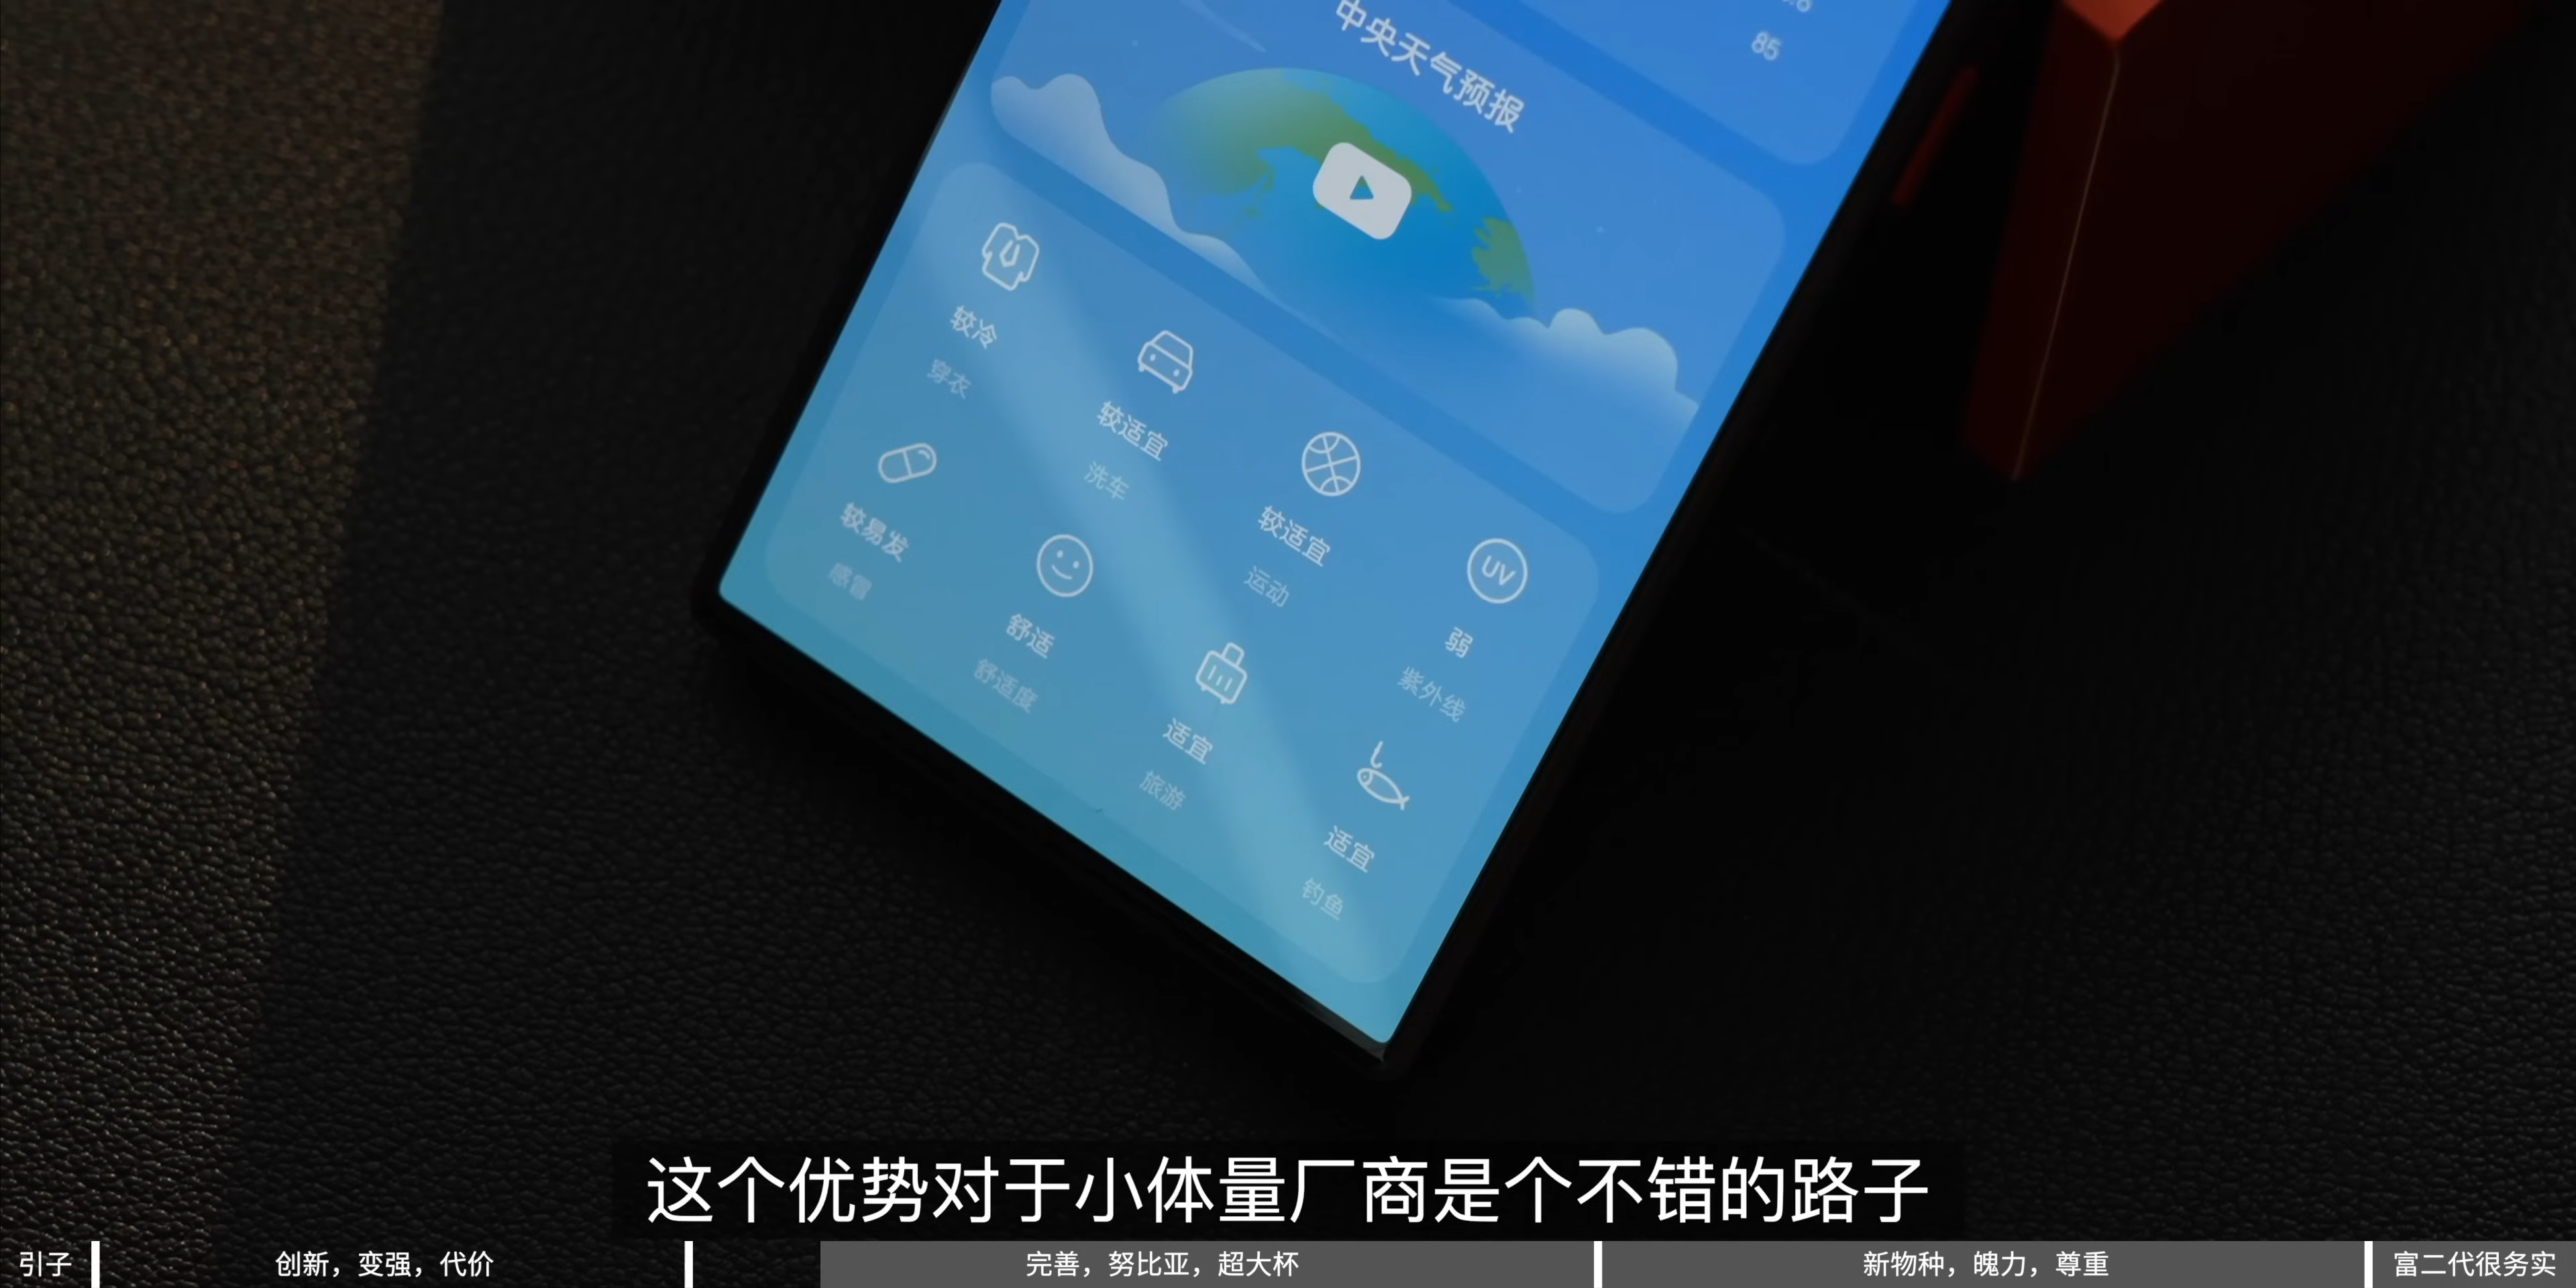 85
中央天气预报
较冷
穿衣
较适宜
洗车
较适宜
运动
UV
弱
紫外线
较易发
感冒
舒适
舒适度
适宜
旅游
适宜
钓鱼
这个优势对于小体量厂商是个不错的路子
引子
创新，变强，代价
完善，努比亚，超大杯
新物种，魄力，尊重
富二代很务实